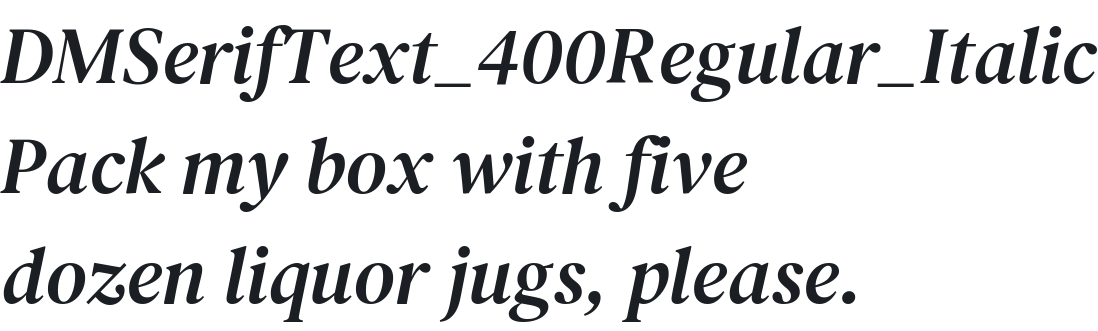 DMSerifText_400Regular_Italic
Pack my box with five
dozen liquor jugs, please.